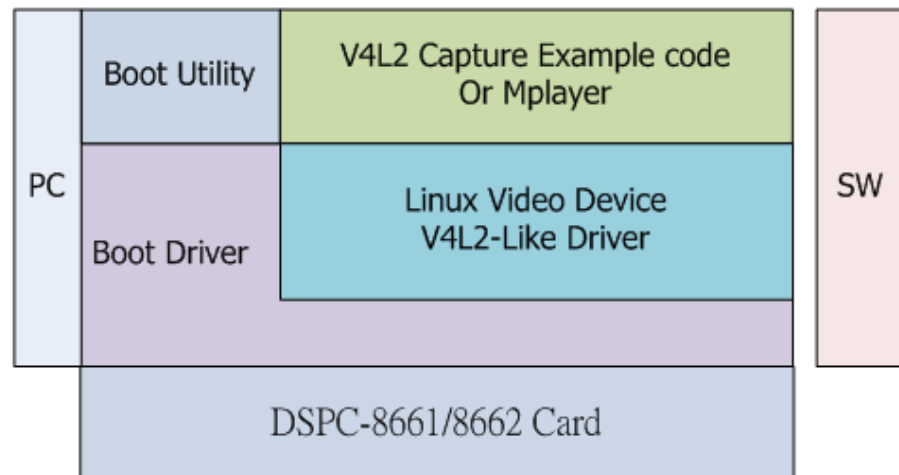 PC
Boot Utility
V4L2 Capture Example code
Or Mplayer
SW
Boot Driver
Linux Video Device
V4L2-Like Driver
DSPC-8661/8662 Card